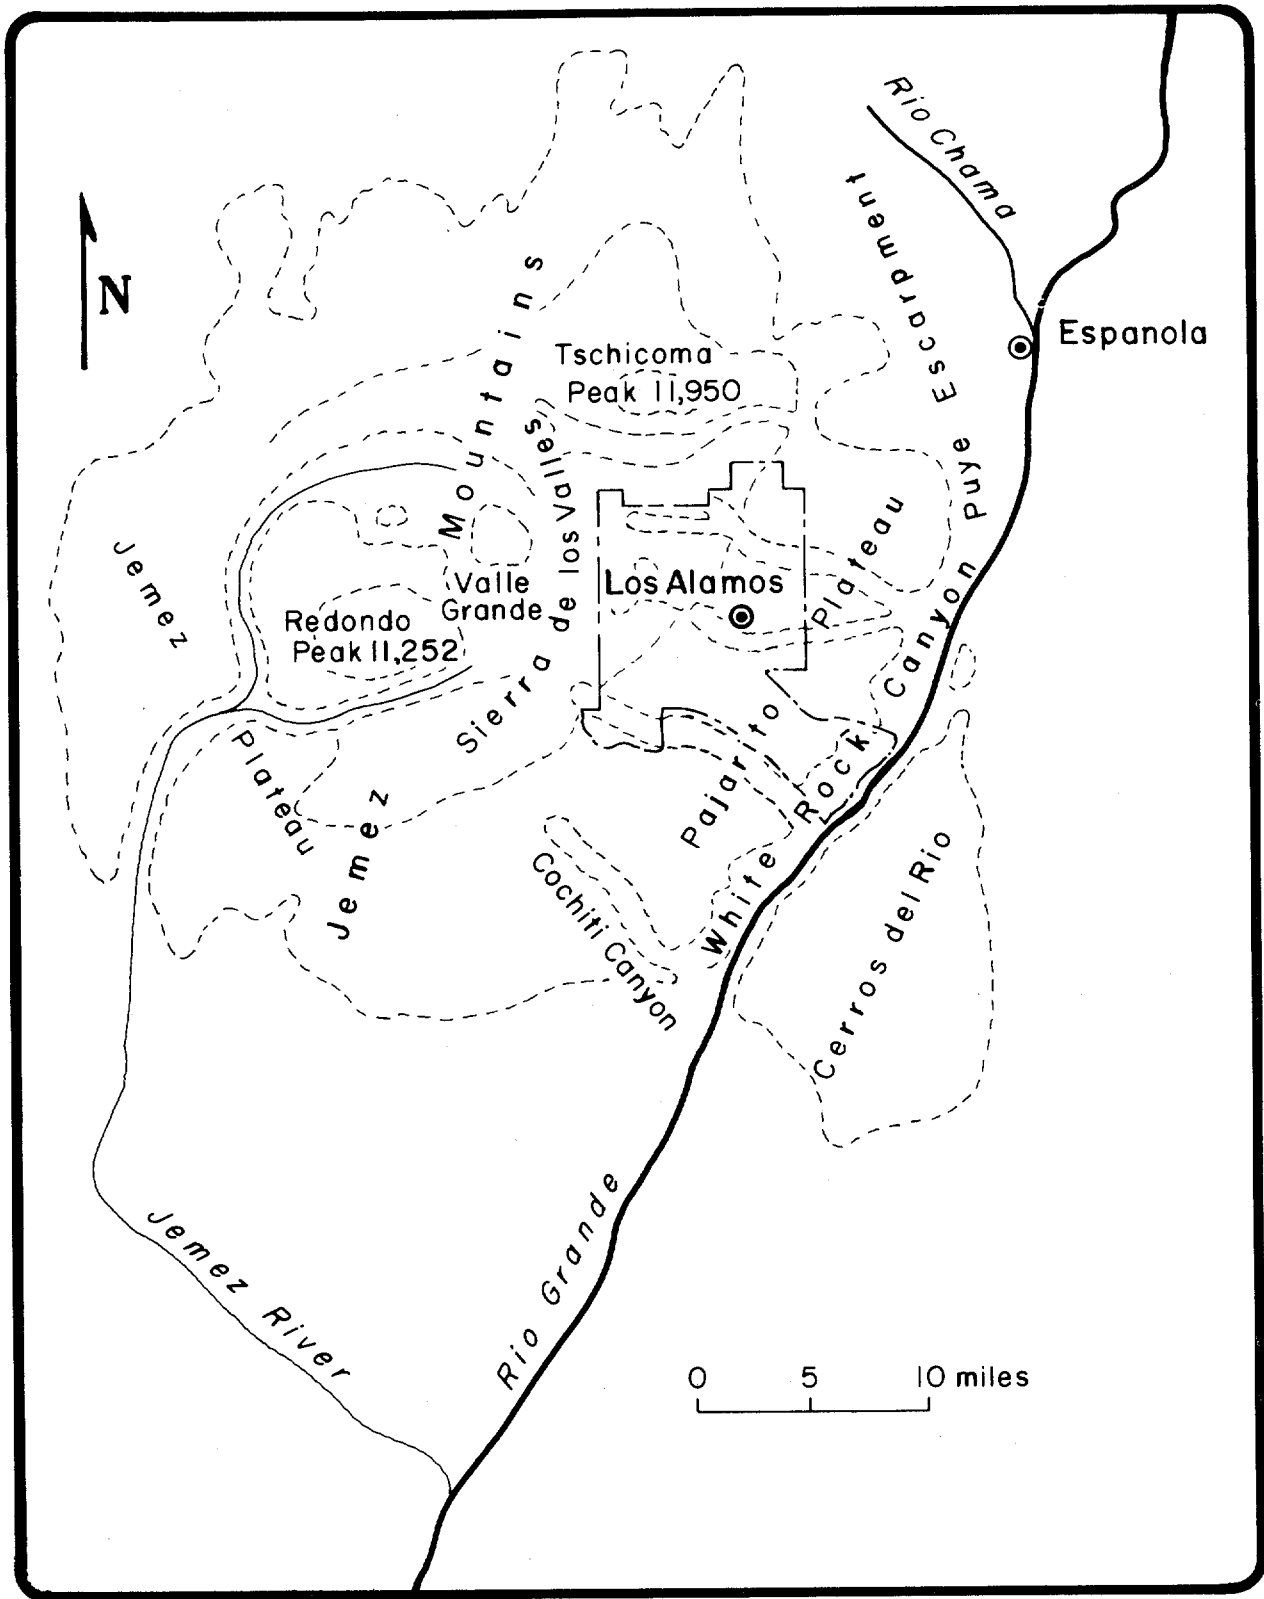 Rio Chama
Puye Escarpment
N
Espanola
Jemez Mountains
Tschicoma
Peak 11,950
Sierra de los Valles
Jemez Plateau
Valle
Grande
Los Alamos
Redondo
Peak 11,252
Pajarito Plateau
White Rock Canyon
Cochiti Canyon
Cerros del Rio
Jemez River
Rio Grande
0 5 10 miles